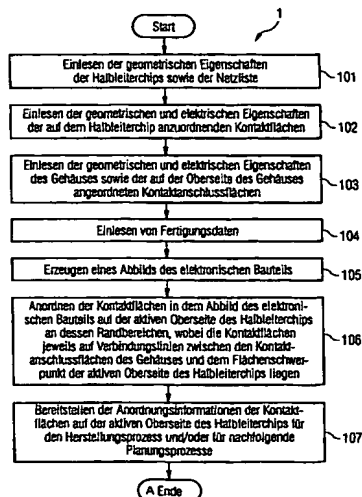 1
Start
Einlesen der geometrischen Eigenschaften
der Halbleiterchips sowie der Netzliste
101
Einlesen der geometrischen und elektrischen Eigenschaften
der auf dem Halbleiterchip anzuordnenden Kontaktflächen
102
Einlesen der geometrischen und elektrischen Eigenschaften
des Gehäuses sowie der auf der Oberseite des Gehäuses
angeordneten Kontaktanschlussflächen
103
Einlesen von Fertigungsdaten
104
Erzeugen eines Abbilds des elektronischen Bauteils
105
Anordnen der Kontaktflächen in dem Abbild des elektroni-
schen Bauteils auf der aktiven Oberseite des Halbleiterchips
an dessen Randbereichen, wobei die Kontaktflächen
jeweils auf Verbindungslinien zwischen den Kontakt-
anschlussflächen des Gehäuses und dem Flächenschwer-
punkt der aktiven Oberseite des Halbleiterchips liegen
106
Bereitstellen der Anordnungsinformationen der Kontakt-
flächen auf der aktiven Oberseite des Halbleiterchips für
den Herstellungsprozess und/oder für nachfolgende
Planungsprozesse
107
A Ende